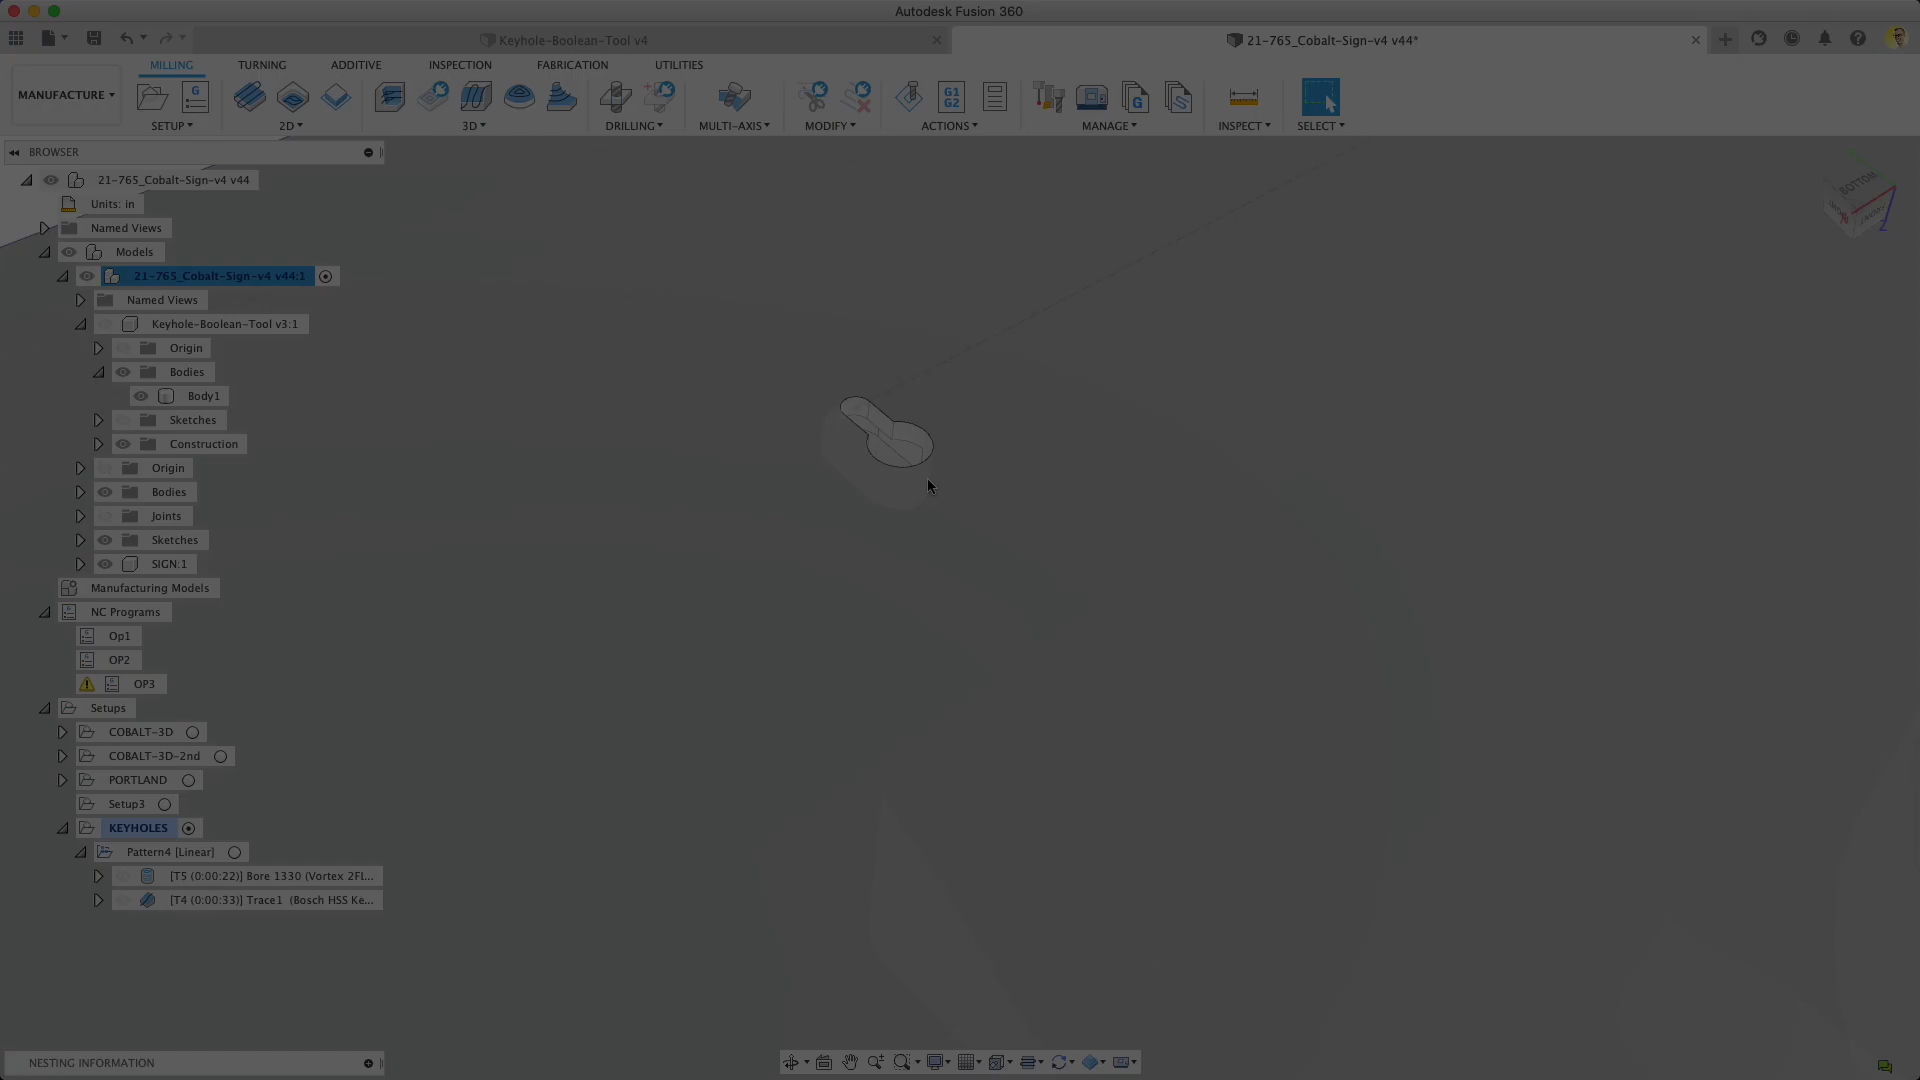 Autodesk Fusion 360
Keyhole-Boolean-Tool v4
21-765_Cobalt-Sign-v4 v44*
MANUFACTURE
MILLING
TURNING
ADDITIVE
INSPECTION
FABRICATION
UTILITIES
SETUP
2D
3D
DRILLING
MULTI-AXIS
MODIFY
G1
G2
ACTIONS
MANAGE
INSPECT
SELECT
BROWSER
21-765_Cobalt-Sign-v4 v44
Units: in
Named Views
Models
21-765_Cobalt-Sign-v4 v44:1
Named Views
Keyhole-Boolean-Tool v3:1
Origin
Bodies
Body1
Sketches
Construction
Origin
Bodies
Joints
Sketches
SIGN:1
Manufacturing Models
NC Programs
Op1
OP2
OP3
Setups
COBALT-3D
COBALT-3D-2nd
PORTLAND
Setup3
KEYHOLES
Pattern4 [Linear]
[T5 (0:00:22)] Bore 1330 (Vortex 2Fl...
[T4 (0:00:33)] Trace1 (Bosch HSS Ke...
NESTING INFORMATION
BOTTOM
Z